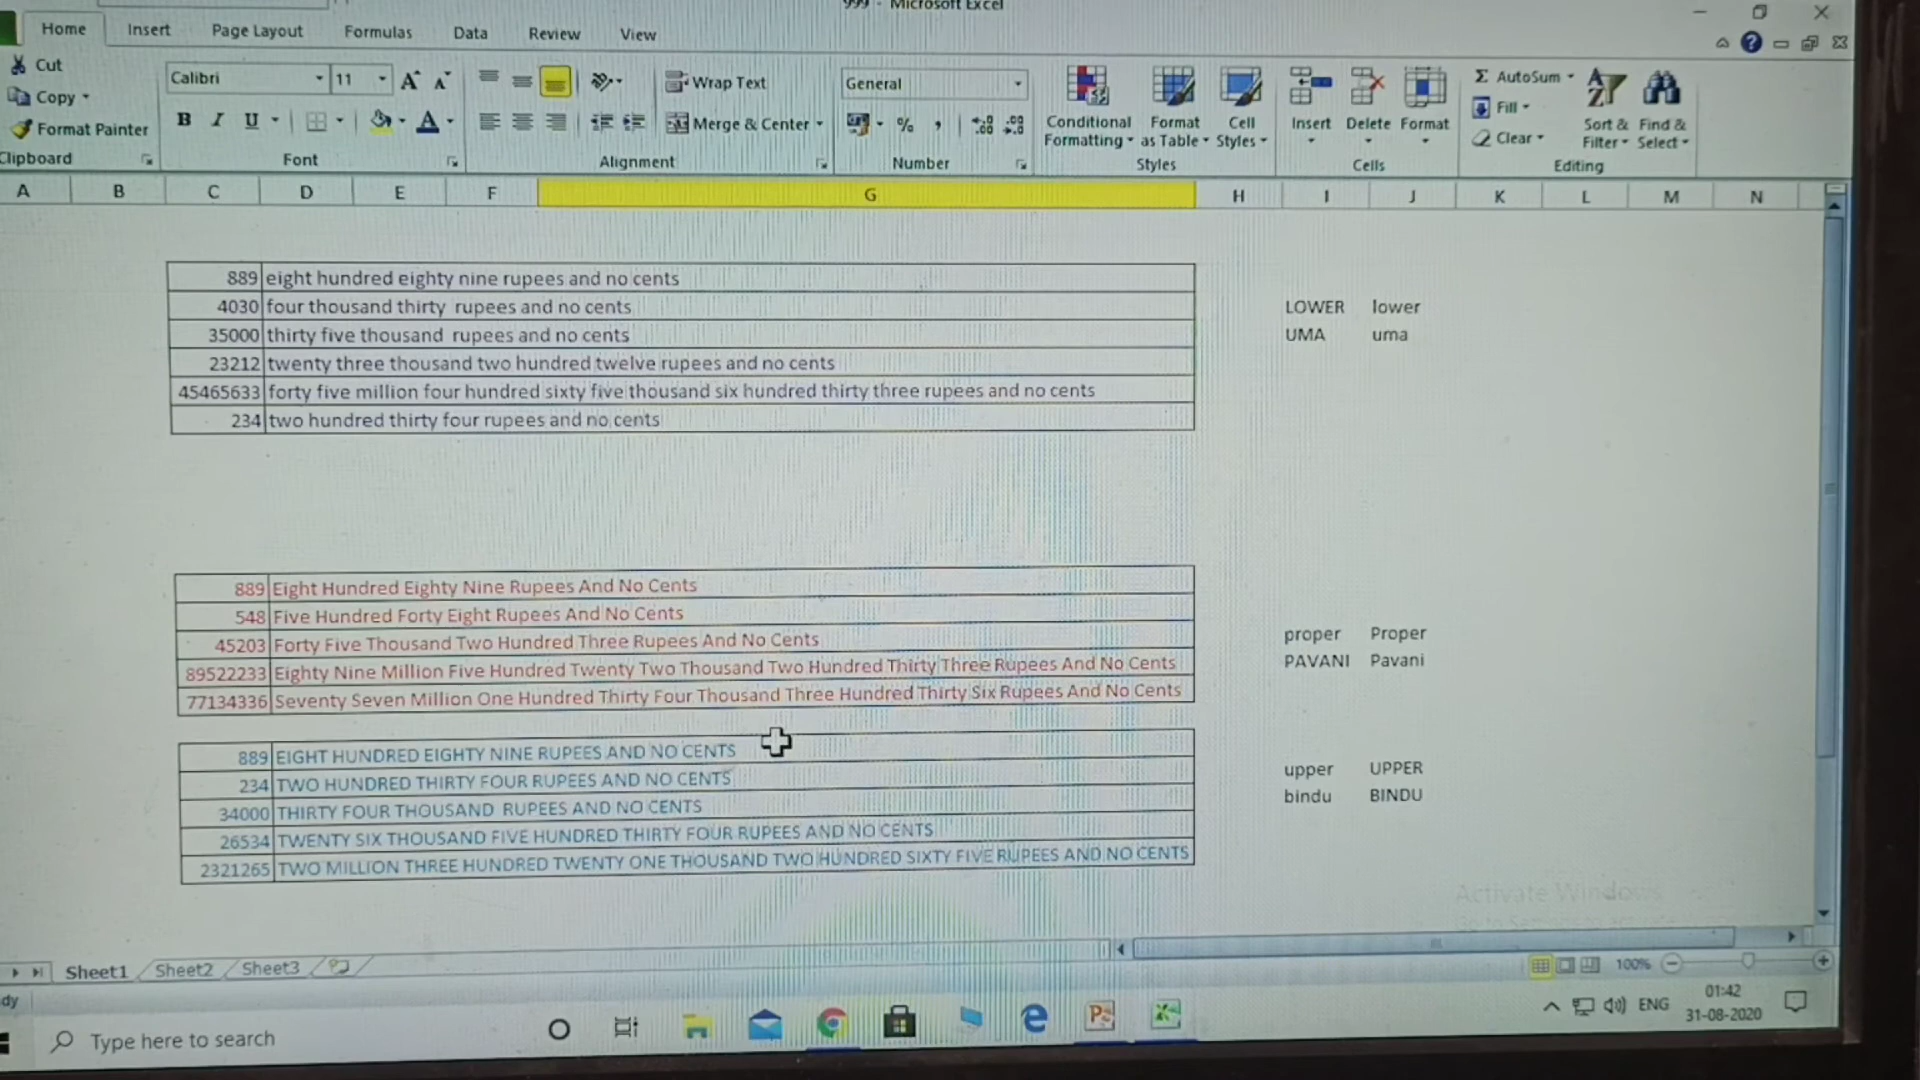 999 - Microsoft Excel
Home Insert Page Layout Formulas Data Review View
Cut
Copy
Format Painter
Clipboard
Calibri 11
B I U A
Font
Wrap Text
Merge & Center
Alignment
General
%
Number
Conditional Formatting
Format as Table
Cell Styles
Styles
Insert Delete Format
Cells
Σ AutoSum
Fill
Clear
Sort & Filter
Find & Select
Editing
A B C D E F G H I J K L M N
889 eight hundred eighty nine rupees and no cents
4030 four thousand thirty rupees and no cents LOWER lower
35000 thirty five thousand rupees and no cents UMA uma
23212 twenty three thousand two hundred twelve rupees and no cents
45465633 forty five million four hundred sixty five thousand six hundred thirty three rupees and no cents
234 two hundred thirty four rupees and no cents
889 Eight Hundred Eighty Nine Rupees And No Cents
548 Five Hundred Forty Eight Rupees And No Cents
45203 Forty Five Thousand Two Hundred Three Rupees And No Cents proper Proper
89522233 Eighty Nine Million Five Hundred Twenty Two Thousand Two Hundred Thirty Three Rupees And No Cents PAVANI Pavani
77134336 Seventy Seven Million One Hundred Thirty Four Thousand Three Hundred Thirty Six Rupees And No Cents
889 EIGHT HUNDRED EIGHTY NINE RUPEES AND NO CENTS
234 TWO HUNDRED THIRTY FOUR RUPEES AND NO CENTS upper UPPER
34000 THIRTY FOUR THOUSAND RUPEES AND NO CENTS bindu BINDU
26534 TWENTY SIX THOUSAND FIVE HUNDRED THIRTY FOUR RUPEES AND NO CENTS
2321265 TWO MILLION THREE HUNDRED TWENTY ONE THOUSAND TWO HUNDRED SIXTY FIVE RUPEES AND NO CENTS
Activate Windows
Sheet1 Sheet2 Sheet3
100%
Type here to search
ENG
01:42
31-08-2020